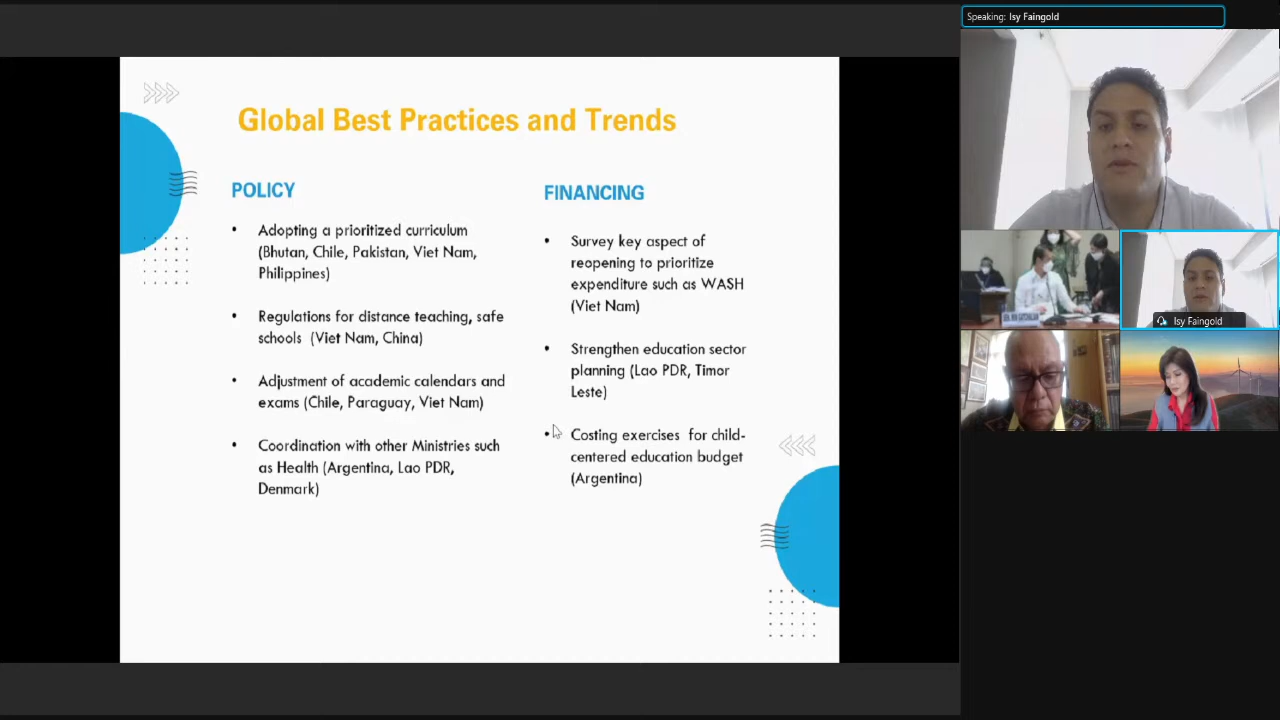 Speaking: Isy Faingold
Global Best Practices and Trends
POLICY
• Adopting a prioritized curriculum
(Bhutan, Chile, Pakistan, Viet Nam,
Philippines)
• Regulations for distance teaching, safe
schools (Viet Nam, China)
• Adjustment of academic calendars and
exams (Chile, Paraguay, Viet Nam)
• Coordination with other Ministries such
as Health (Argentina, Lao PDR,
Denmark)
FINANCING
• Survey key aspect of
reopening to prioritize
expenditure such as WASH
(Viet Nam)
• Strengthen education sector
planning (Lao PDR, Timor
Leste)
• Costing exercises for child-
centered education budget
(Argentina)
Isy Faingold